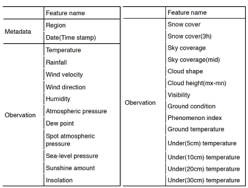 Feature name
Metadata
Region
Date(Time stamp)
Obervation
Temperature
Rainfall
Wind velocity
Wind direction
Humidity
Atmospheric pressure
Dew point
Spot atmospheric
pressure
Sea-level pressure
Sunshine amount
Insolation
Feature name
Obervation
Snow cover
Snow cover(3h)
Sky coverage
Sky coverage(mid)
Cloud shape
Cloud height(mx-mn)
Visibility
Ground condition
Phenomenon index
Ground temperature
Under(5cm) temperature
Under(10cm) temperature
Under(20cm) temperature
Under(30cm) temperature